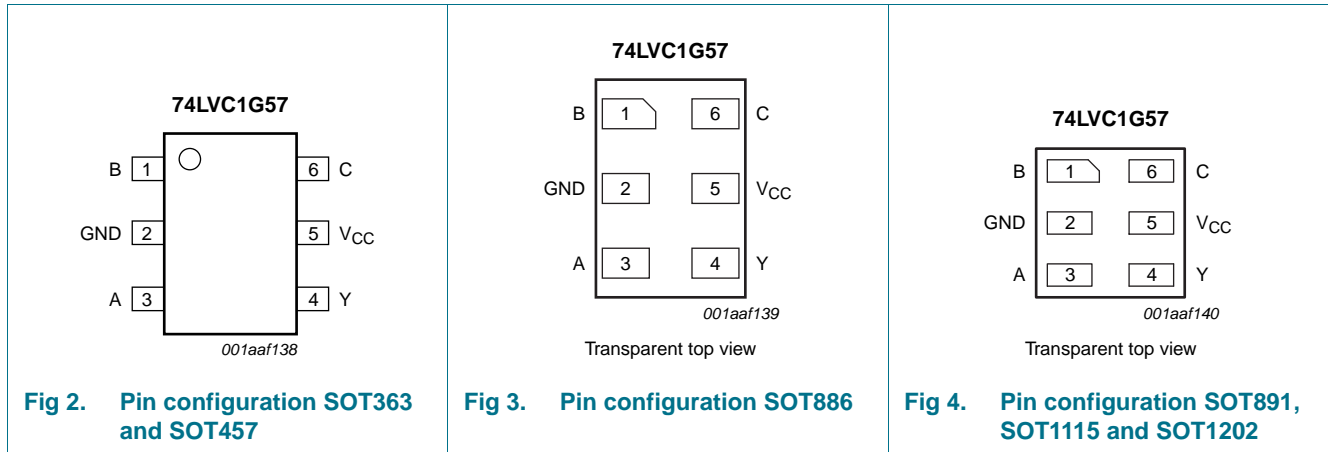 74LVC1G57
B 1 6 C
GND 2 5 VCC
A 3 4 Y
001aaf138
Fig 2. Pin configuration SOT363
and SOT457
74LVC1G57
B 1 6 C
GND 2 5 VCC
A 3 4 Y
001aaf139
Transparent top view
Fig 3. Pin configuration SOT886
74LVC1G57
B 1 6 C
GND 2 5 VCC
A 3 4 Y
001aaf140
Transparent top view
Fig 4. Pin configuration SOT891,
SOT1115 and SOT1202